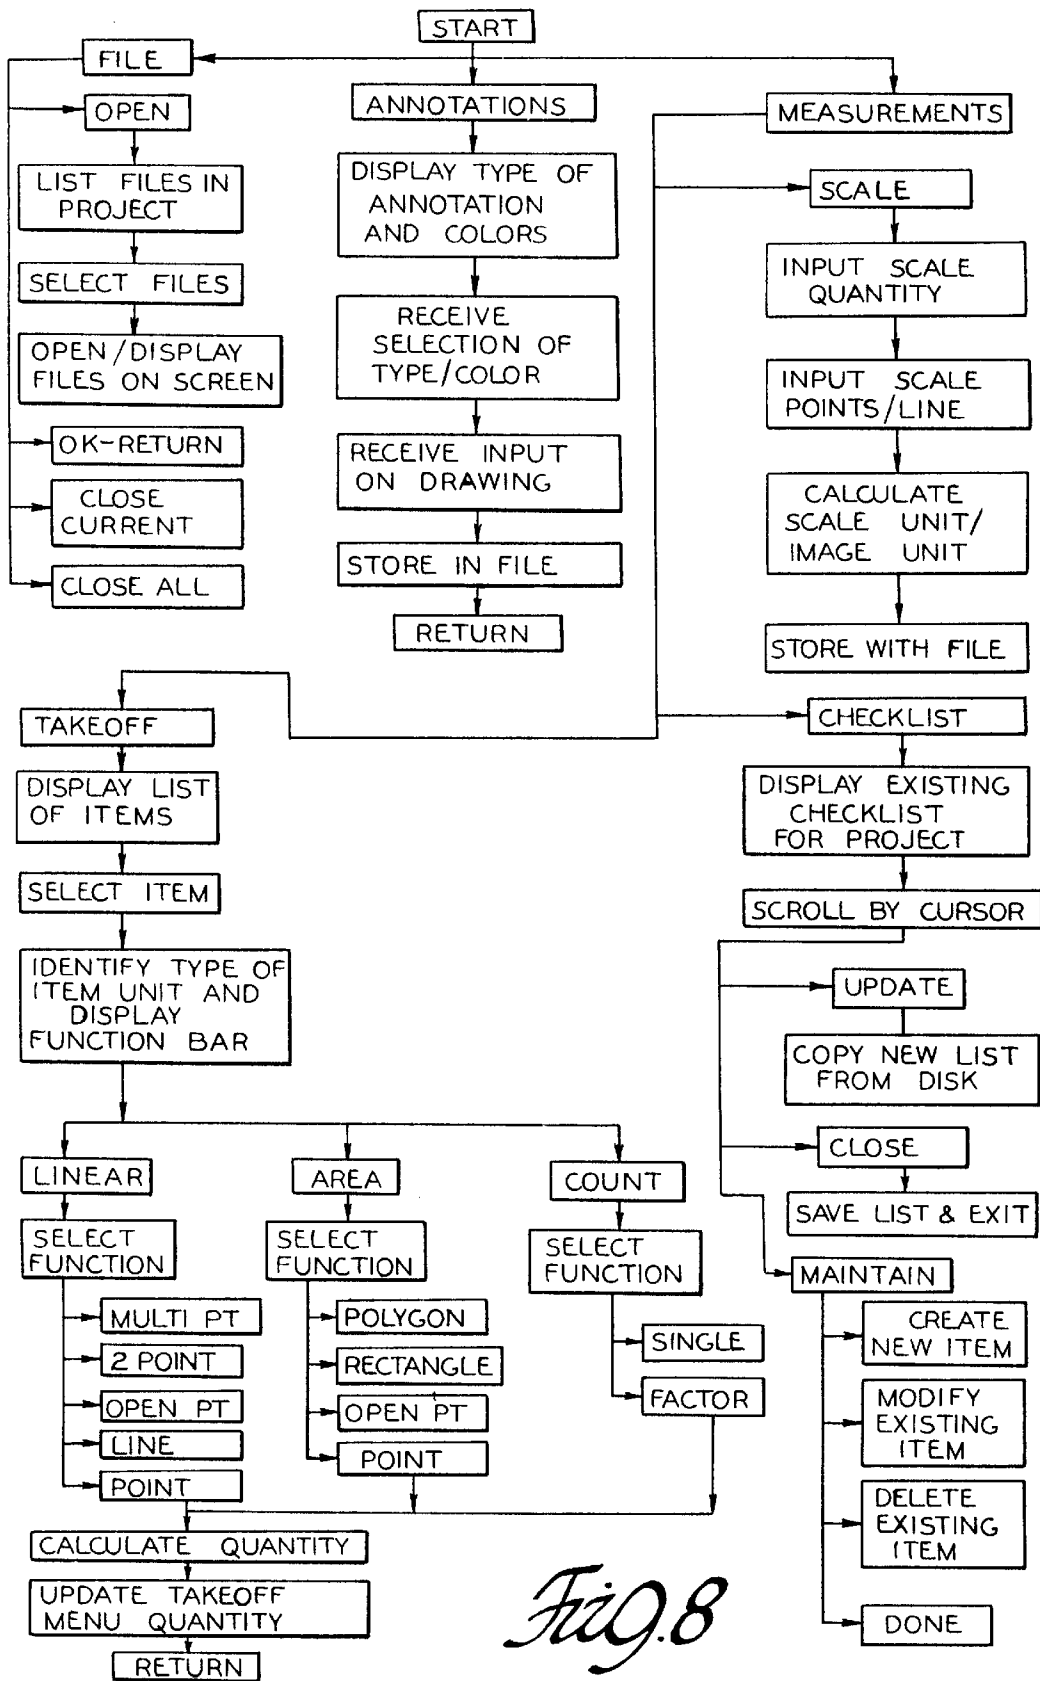 START
FILE
OPEN
LIST FILES IN
PROJECT
SELECT FILES
OPEN/DISPLAY
FILES ON SCREEN
OK-RETURN
CLOSE
CURRENT
CLOSE ALL
ANNOTATIONS
DISPLAY TYPE OF
ANNOTATION
AND COLORS
RECEIVE
SELECTION OF
TYPE/COLOR
RECEIVE INPUT
ON DRAWING
STORE IN FILE
RETURN
MEASUREMENTS
SCALE
INPUT SCALE
QUANTITY
INPUT SCALE
POINTS/LINE
CALCULATE
SCALE UNIT/
IMAGE UNIT
STORE WITH FILE
CHECKLIST
DISPLAY EXISTING
CHECKLIST
FOR PROJECT
SCROLL BY CURSOR
UPDATE
COPY NEW LIST
FROM DISK
CLOSE
SAVE LIST & EXIT
MAINTAIN
CREATE
NEW ITEM
MODIFY
EXISTING
ITEM
DELETE
EXISTING
ITEM
DONE
TAKEOFF
DISPLAY LIST
OF ITEMS
SELECT ITEM
IDENTIFY TYPE OF
ITEM UNIT AND
DISPLAY
FUNCTION BAR
LINEAR
SELECT
FUNCTION
MULTI PT
2 POINT
OPEN PT
LINE
POINT
AREA
SELECT
FUNCTION
POLYGON
RECTANGLE
OPEN PT
POINT
COUNT
SELECT
FUNCTION
SINGLE
FACTOR
CALCULATE QUANTITY
UPDATE TAKEOFF
MENU QUANTITY
RETURN
Fig.8